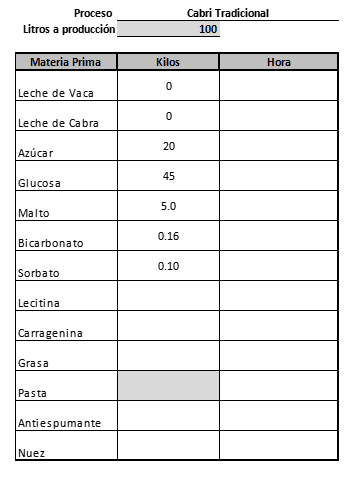 Proceso Cabri Tradicional
Litros a producción 100
Materia Prima Kilos Hora
Leche de Vaca 0
Leche de Cabra 0
Azúcar 20
Glucosa 45
Malto 5.0
Bicarbonato 0.16
Sorbato 0.10
Lecitina
Carragenina
Grasa
Pasta
Antiespumante
Nuez